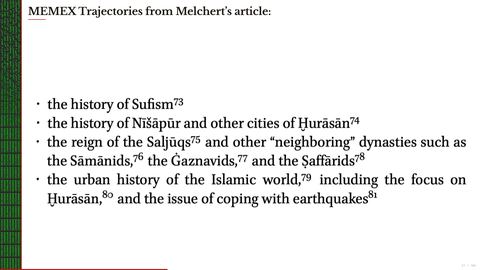 MEMEX Trajectories from Melchert's article:
· the history of Sufism73
· the history of Nīšāpūr and other cities of Ḫurāsān74
· the reign of the Saljūqs75 and other “neighboring” dynasties such as
the Sāmānids,76 the Ġaznavids,77 and the Ṣaffārids78
· the urban history of the Islamic world,79 including the focus on
Ḫurāsān,80 and the issue of coping with earthquakes81